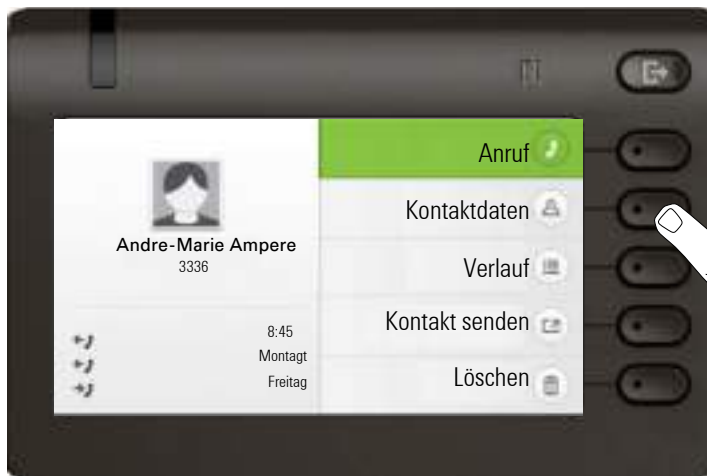 Andre-Marie Ampere
3336
8:45
Montagt
Freitag
Anruf
Kontaktdaten
Verlauf
Kontakt senden
Löschen